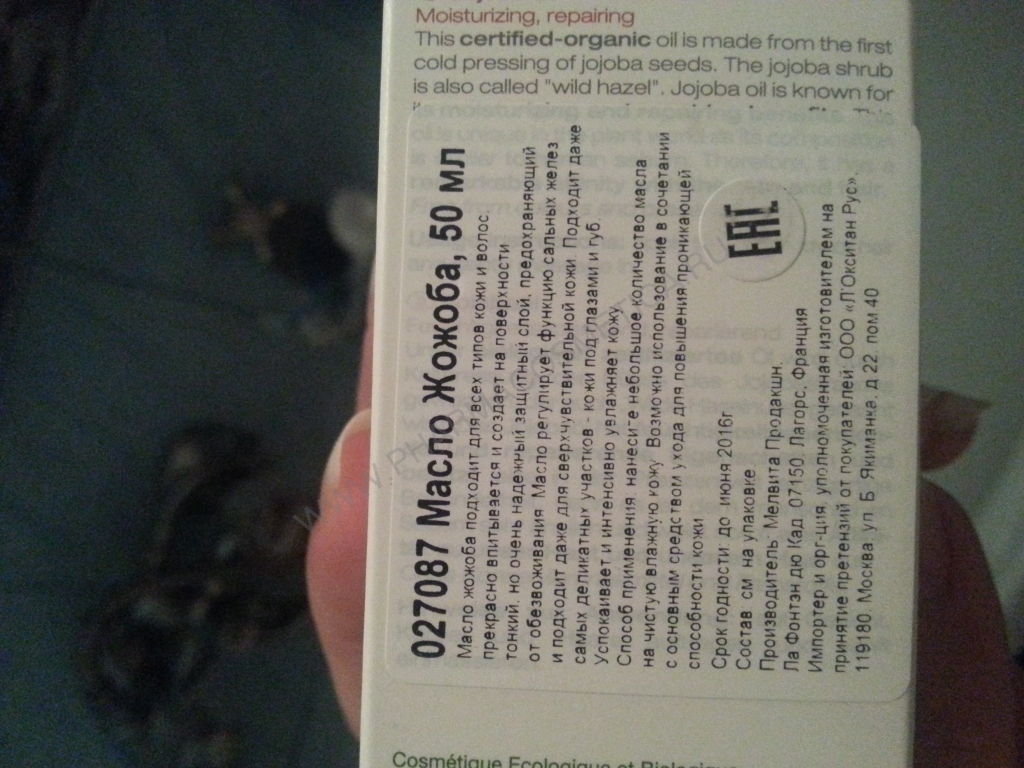 Moisturizing, repairing
This certified-organic oil is made from the first
cold pressing of jojoba seeds. The jojoba shrub
is also called "wild hazel". Jojoba oil is known for
its moisturizing and repairing benefits. This
027087 Масло Жожоба, 50 мл
Масло жожоба подходит для всех типов кожи и волос,
прекрасно впитывается и создает на поверхности
тонкий, но очень надежный защитный слой, предохраняющий
от обезвоживания. Масло регулирует функцию сальных желез
и подходит даже для сверхчувствительной кожи. Подходит даже
самых деликатных участков - кожи под глазами и губ.
Успокаивает и интенсивно увлажняет кожу.
Способ применения: нанесите небольшое количество масла
на чистую влажную кожу. Возможно использование в сочетании
с основным средством ухода для повышения проникающей
способности кожи
Срок годности: до июня 2016г
Состав см на упаковке
Производитель: Мелвита Продакшн,
Ла Фонтэн дю Кад, 07150, Лагорс, Франция
Импортер и орг-ция, уполномоченная изготовителем на
принятие претензий от покупателей: ООО «Л'Окситан Рус»,
119180, Москва, ул. Б. Якиманка, д 22, пом 40
EAC
Cosmétique Ecologique et Biologique